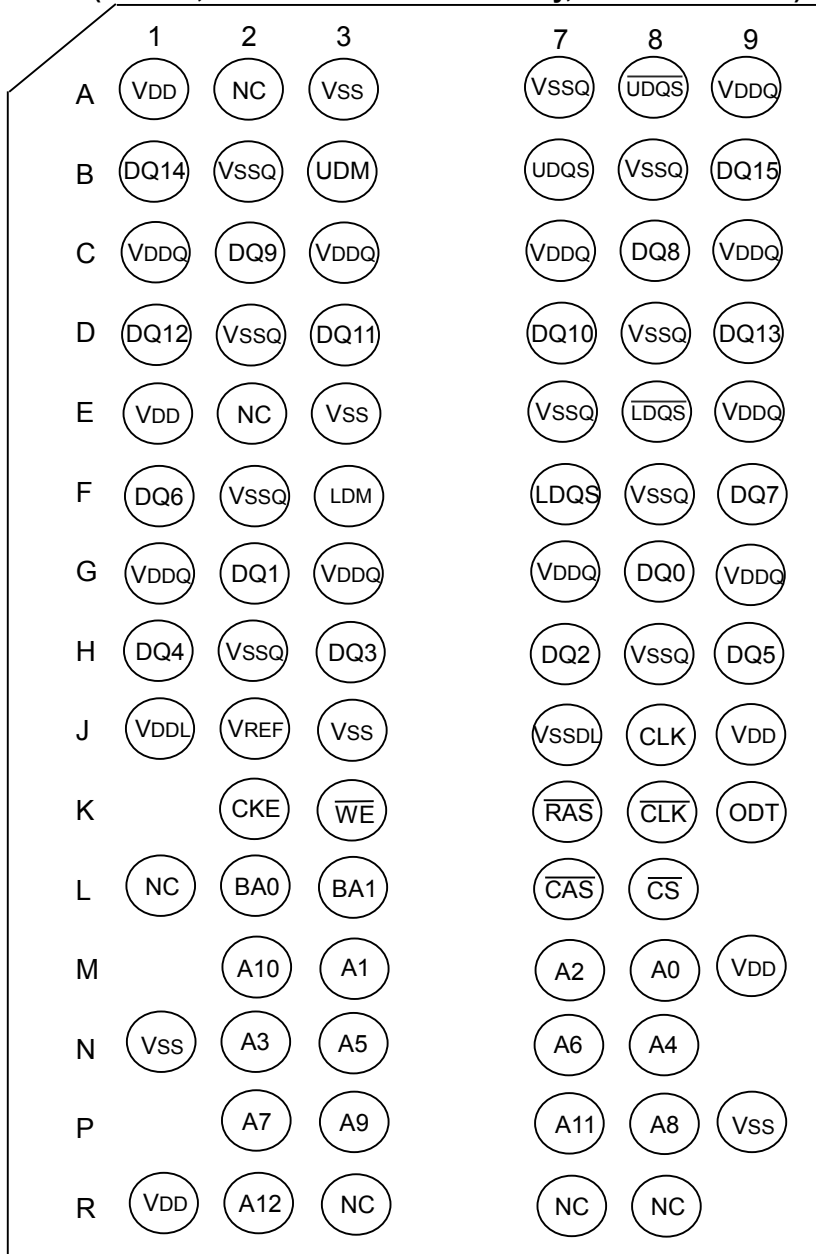 1 2 3 7 8 9
A VDD NC VSS VSSQ UDQS VDDQ
B DQ14 VSSQ UDM UDQS VSSQ DQ15
C VDDQ DQ9 VDDQ VDDQ DQ8 VDDQ
D DQ12 VSSQ DQ11 DQ10 VSSQ DQ13
E VDD NC VSS VSSQ LDQS VDDQ
F DQ6 VSSQ LDM LDQS VSSQ DQ7
G VDDQ DQ1 VDDQ VDDQ DQ0 VDDQ
H DQ4 VSSQ DQ3 DQ2 VSSQ DQ5
J VDDL VREF VSS VSSDL CLK VDD
K CKE WE RAS CLK ODT
L NC BA0 BA1 CAS CS
M A10 A1 A2 A0 VDD
N VSS A3 A5 A6 A4
P A7 A9 A11 A8 VSS
R VDD A12 NC NC NC